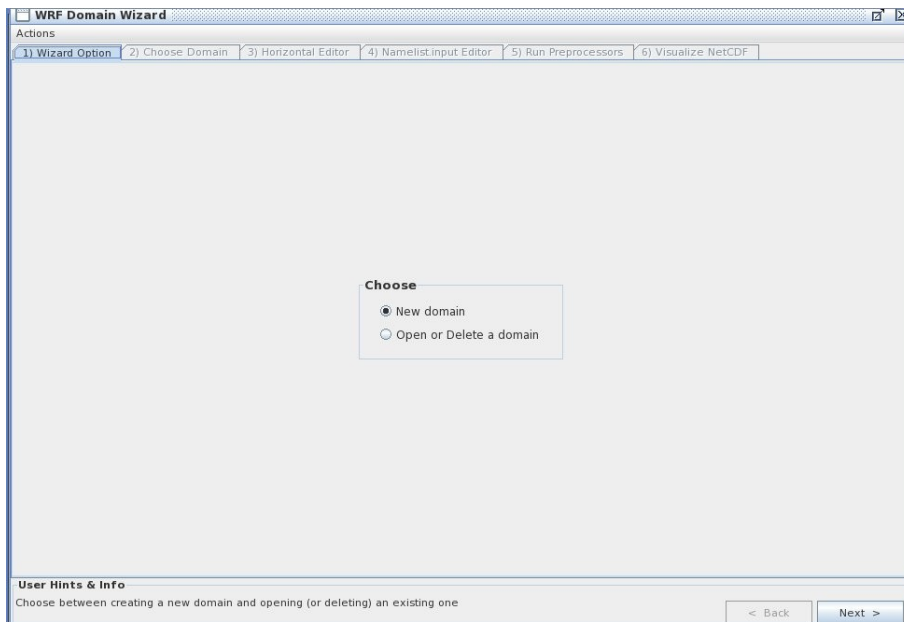 WRF Domain Wizard
Actions
1) Wizard Option 2) Choose Domain 3) Horizontal Editor 4) Namelist.input Editor 5) Run Preprocessors 6) Visualize NetCDF
Choose
New domain
Open or Delete a domain
User Hints & Info
Choose between creating a new domain and opening (or deleting) an existing one
< Back Next >